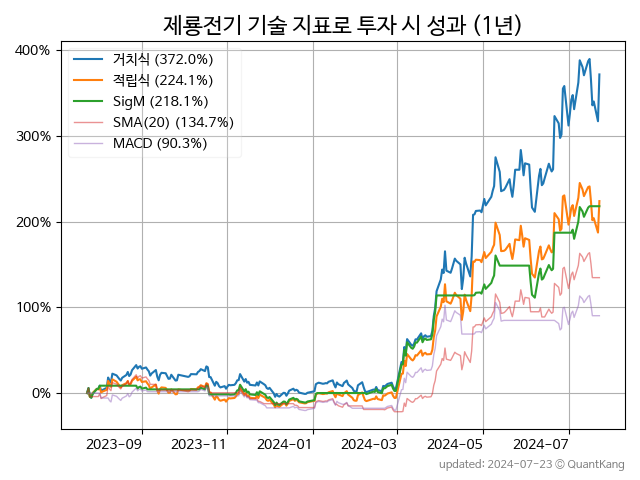 제룡전기 기술 지표로 투자 시 성과 (1년)
거치식 (372.0%)
적립식 (224.1%)
SigM (218.1%)
SMA(20) (134.7%)
MACD (90.3%)
400%
300%
200%
100%
0%
2023-09
2023-11
2024-01
2024-03
2024-05
2024-07
updated: 2024-07-23 ⓒ QuantKang